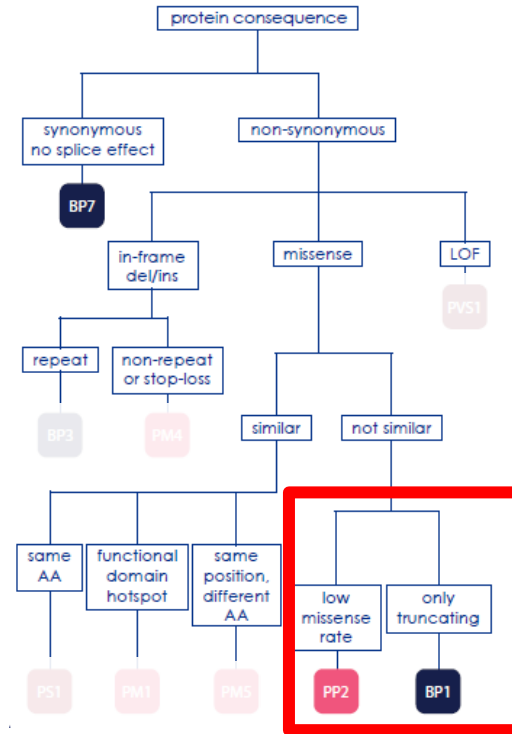 protein consequence
synonymous
no splice effect
non-synonymous
BP7
in-frame
del/ins
missense
LOF
PVS1
repeat
non-repeat
or stop-loss
similar
not similar
BP3
PM4
same
AA
functional
domain
hotspot
same
position,
different
AA
low
missense
rate
only
truncating
PS1
PM1
PM5
PP2
BP1